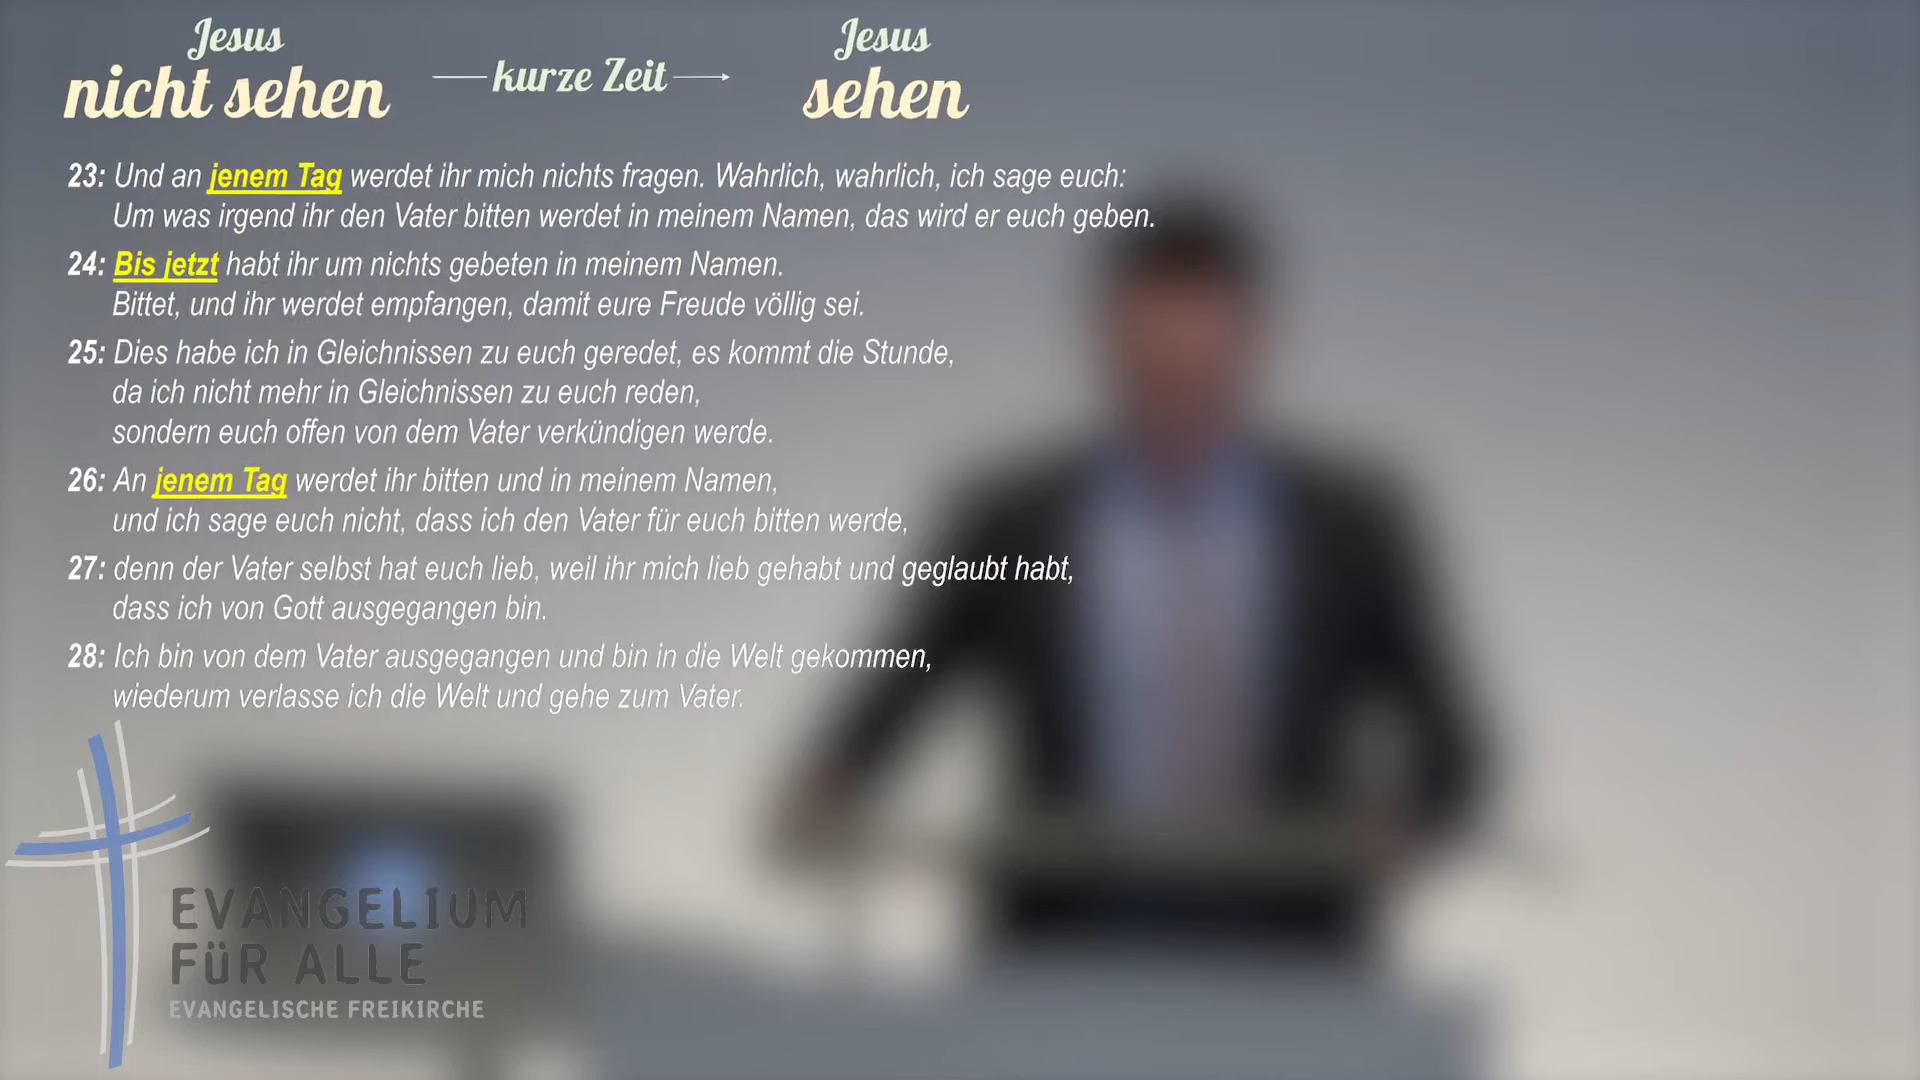 Jesus
nicht sehen
kurze Zeit
Jesus
sehen
23: Und an jenem Tag werdet ihr mich nichts fragen. Wahrlich, wahrlich, ich sage euch:
Um was irgend ihr den Vater bitten werdet in meinem Namen, das wird er euch geben.
24: Bis jetzt habt ihr um nichts gebeten in meinem Namen.
Bittet, und ihr werdet empfangen, damit eure Freude völlig sei.
25: Dies habe ich in Gleichnissen zu euch geredet, es kommt die Stunde,
da ich nicht mehr in Gleichnissen zu euch reden,
sondern euch offen von dem Vater verkündigen werde.
26: An jenem Tag werdet ihr bitten und in meinem Namen,
und ich sage euch nicht, dass ich den Vater für euch bitten werde,
27: denn der Vater selbst hat euch lieb, weil ihr mich lieb gehabt und geglaubt habt,
dass ich von Gott ausgegangen bin.
28: Ich bin von dem Vater ausgegangen und bin in die Welt gekommen,
wiederum verlasse ich die Welt und gehe zum Vater.
EVANGELIUM
FÜR ALLE
EVANGELISCHE FREIKIRCHE